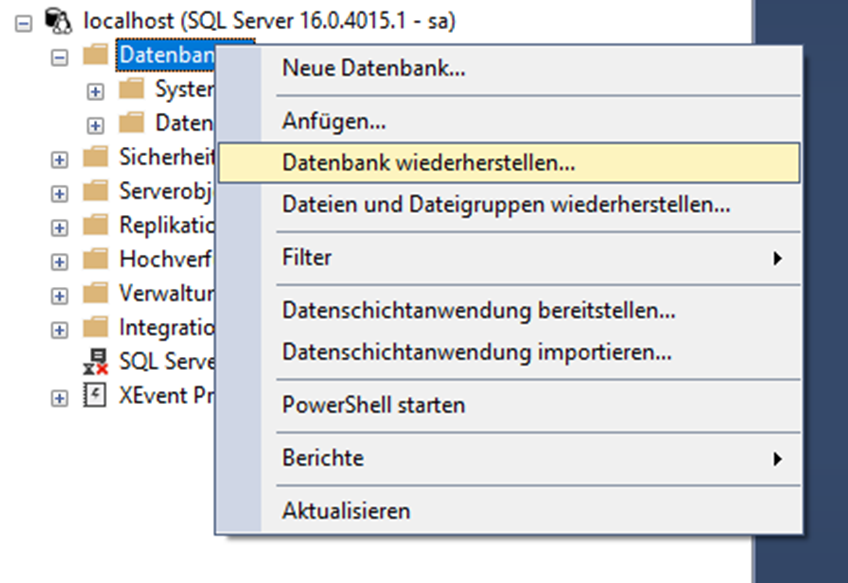 localhost (SQL Server 16.0.4015.1 - sa)
Datenban
Syster
Daten
Sicherheit
Serverobj
Replikatio
Hochverf
Verwaltur
Integratio
SQL Serve
XEvent Pr
Neue Datenbank...
Anfügen...
Datenbank wiederherstellen...
Dateien und Dateigruppen wiederherstellen...
Filter
Datenschichtanwendung bereitstellen...
Datenschichtanwendung importieren...
PowerShell starten
Berichte
Aktualisieren